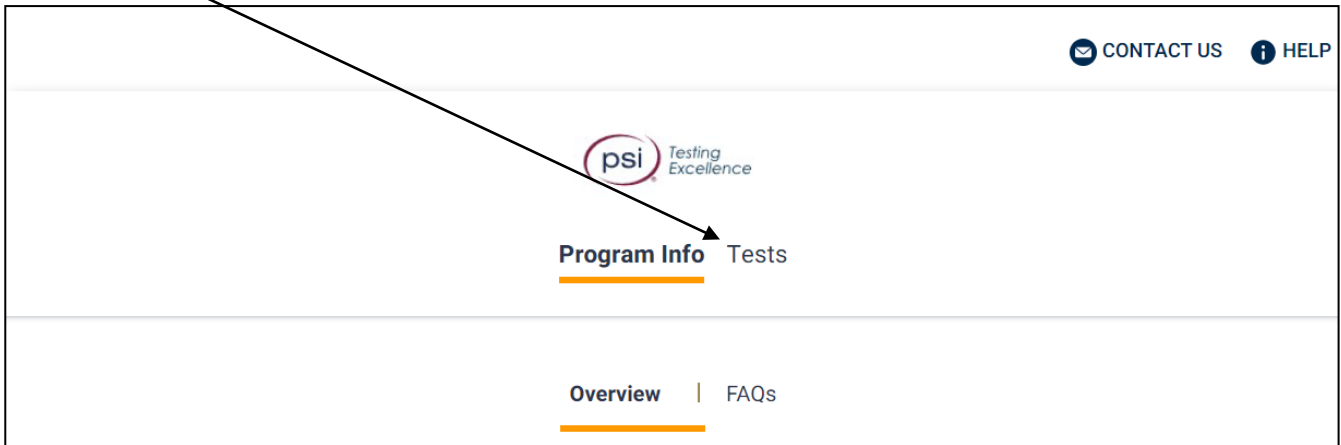 CONTACT US HELP
psi Testing
Excellence
Program Info Tests
Overview | FAQs